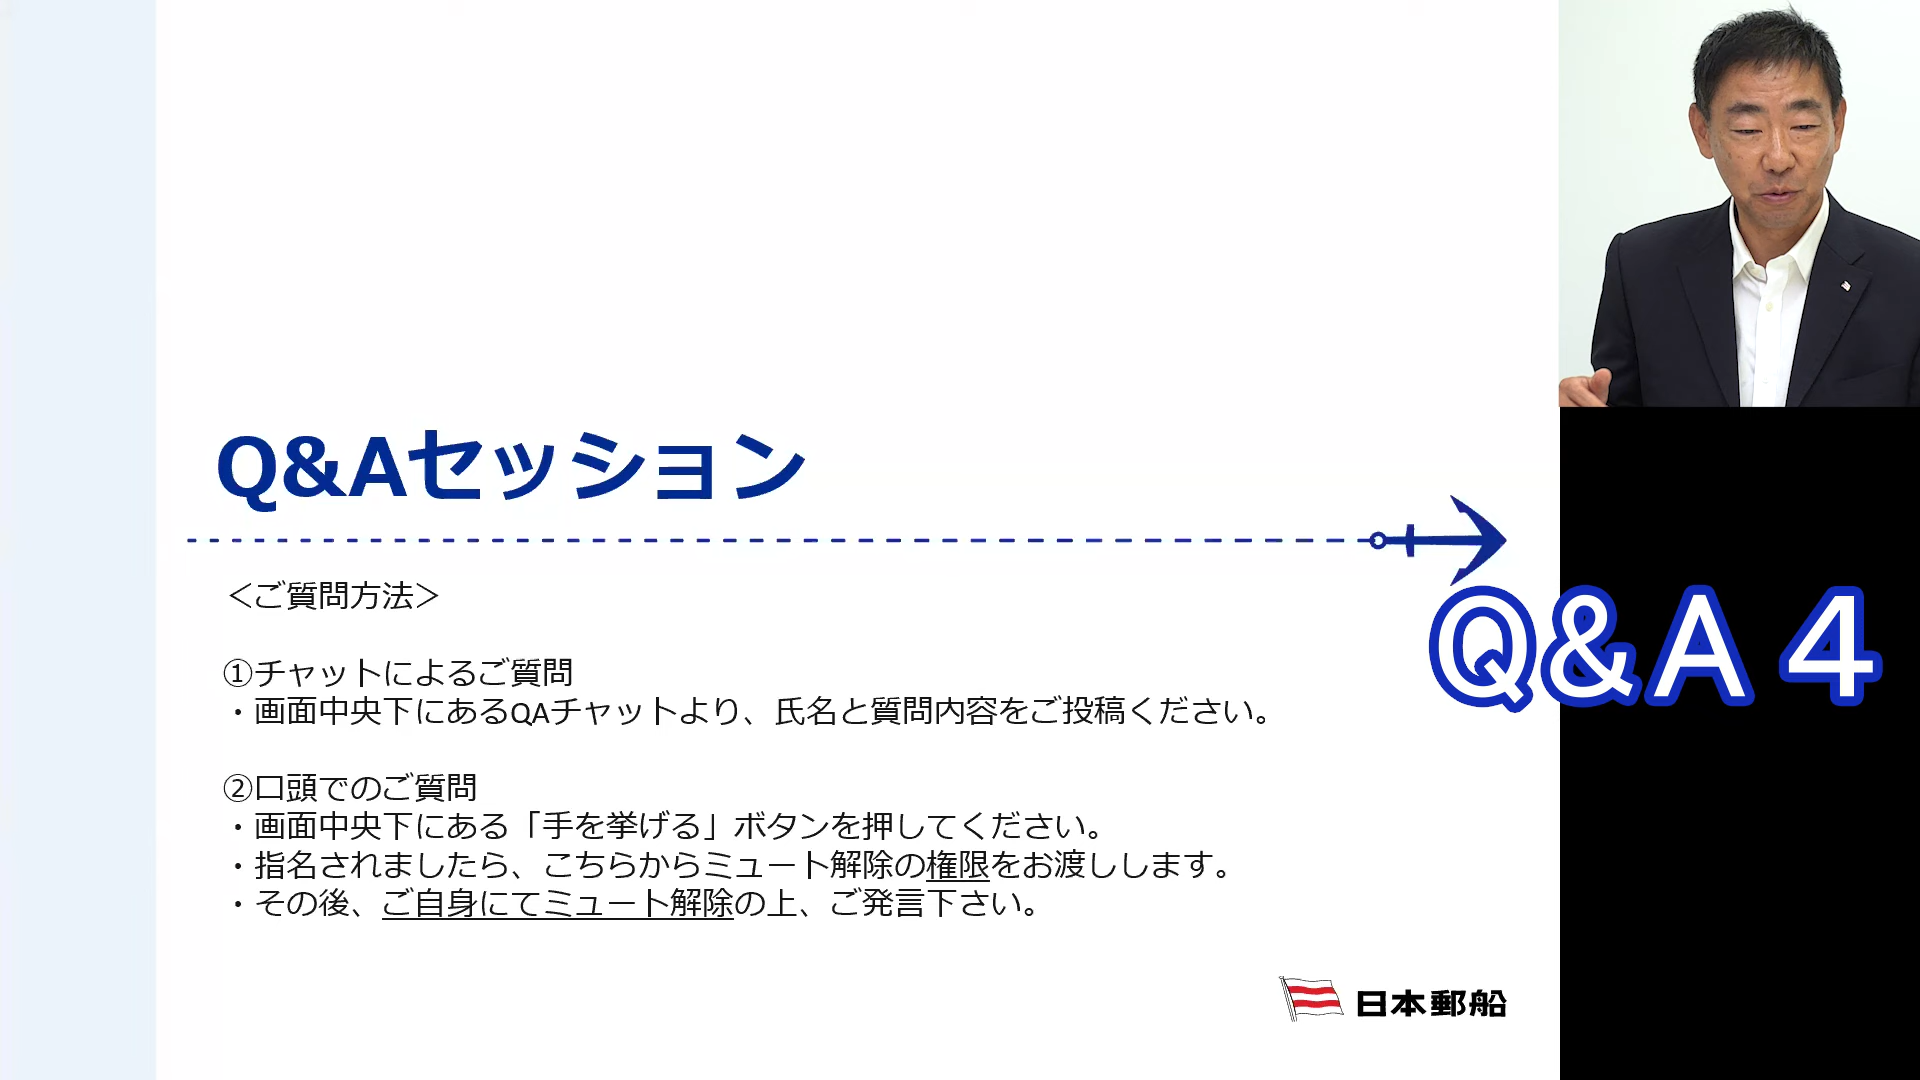 Q&Aセッション
＜ご質問方法＞
①チャットによるご質問
・画面中央下にあるQAチャットより、氏名と質問内容をご投稿ください。
②口頭でのご質問
・画面中央下にある「手を挙げる」ボタンを押してください。
・指名されましたら、こちらからミュート解除の権限をお渡しします。
・その後、ご自身にてミュート解除の上、ご発言下さい。
Q&A４
日本郵船